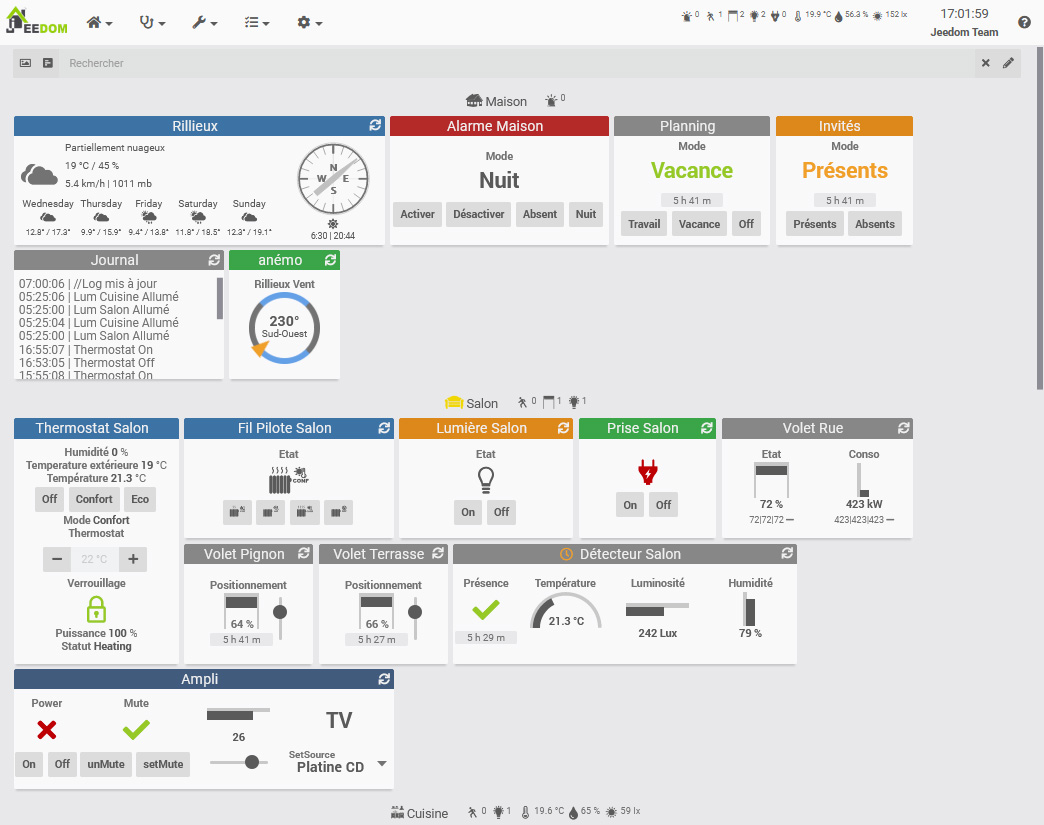 JEEDOM
0 1 2 2 0 19.9 °C 56.3 % 152 lx
17:01:59
Jeedom Team
Rechercher
Maison 0
Rillieux
Partiellement nuageux
19 °C / 45 %
5.4 km/h | 1011 mb
Wednesday Thursday Friday Saturday Sunday
12.8° / 17.3° 9.9° / 15.9° 9.4° / 13.8° 11.8° / 18.5° 12.3° / 19.1°
N
W E
S
6:30 | 20:44
Alarme Maison
Mode
Nuit
Activer Désactiver Absent Nuit
Planning
Mode
Vacance
5 h 41 m
Travail Vacance Off
Invités
Mode
Présents
5 h 41 m
Présents Absents
Journal
07:00:06 | //Log mis à jour
05:25:06 | Lum Cuisine Allumé
05:25:00 | Lum Salon Allumé
05:25:04 | Lum Cuisine Allumé
05:25:00 | Lum Salon Allumé
16:55:07 | Thermostat On
16:53:05 | Thermostat Off
15:55:08 | Thermostat On
anémo
Rillieux Vent
230°
Sud-Ouest
Salon 0 1 1
Thermostat Salon
Humidité 0 %
Temperature extérieure 19 °C
Température 21.3 °C
Off Confort Eco
Mode Confort
Thermostat
22 °C
Verrouillage
Puissance 100 %
Statut Heating
Fil Pilote Salon
Etat
CONF
Lumière Salon
Etat
On Off
Prise Salon
On Off
Volet Rue
Etat Conso
72 % 423 kW
72|72|72 423|423|423
Volet Pignon
Positionnement
64 %
5 h 41 m
Volet Terrasse
Positionnement
66 %
5 h 27 m
Détecteur Salon
Présence Température Luminosité Humidité
5 h 29 m 21.3 °C 242 Lux 79 %
Ampli
Power Mute
26
TV
On Off unMute setMute
SetSource
Platine CD
Cuisine 0 1 19.6 °C 65 % 59 lx